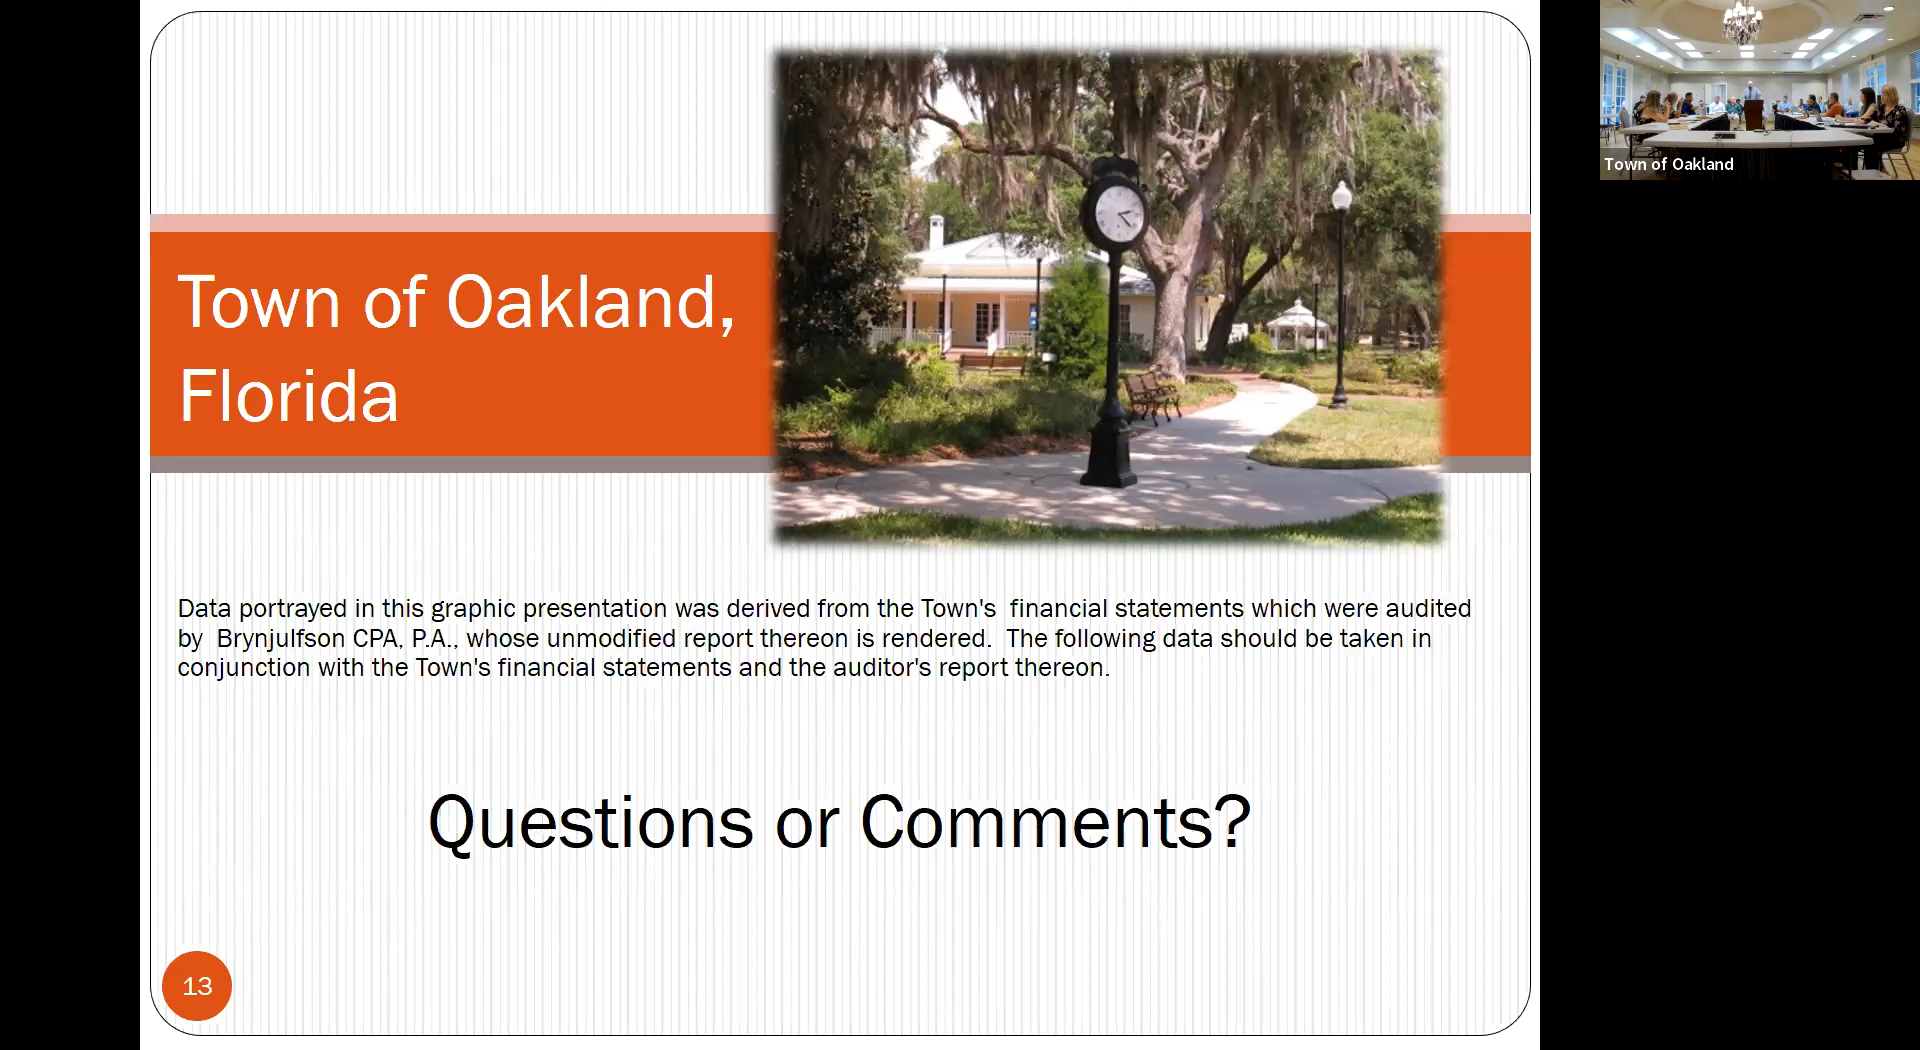 Town of Oakland,
Florida
Data portrayed in this graphic presentation was derived from the Town's  financial statements which were audited
by  Brynjulfson CPA, P.A., whose unmodified report thereon is rendered.  The following data should be taken in
conjunction with the Town's financial statements and the auditor's report thereon.
Questions or Comments?
13
Town of Oakland